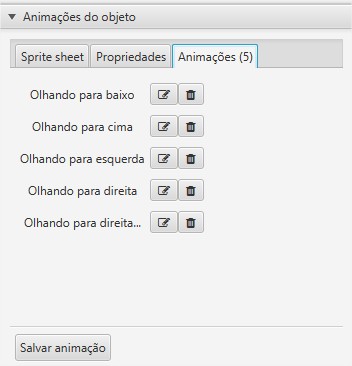 Animações do objeto
Sprite sheet Propriedades Animações (5)
Olhando para baixo
Olhando para cima
Olhando para esquerda
Olhando para direita
Olhando para direita...
Salvar animação